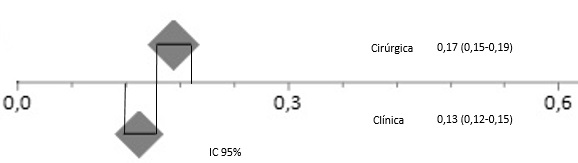 Cirúrgica 0,17 (0,15-0,19)
0,0 0,3 0,6
Clínica 0,13 (0,12-0,15)
IC 95%